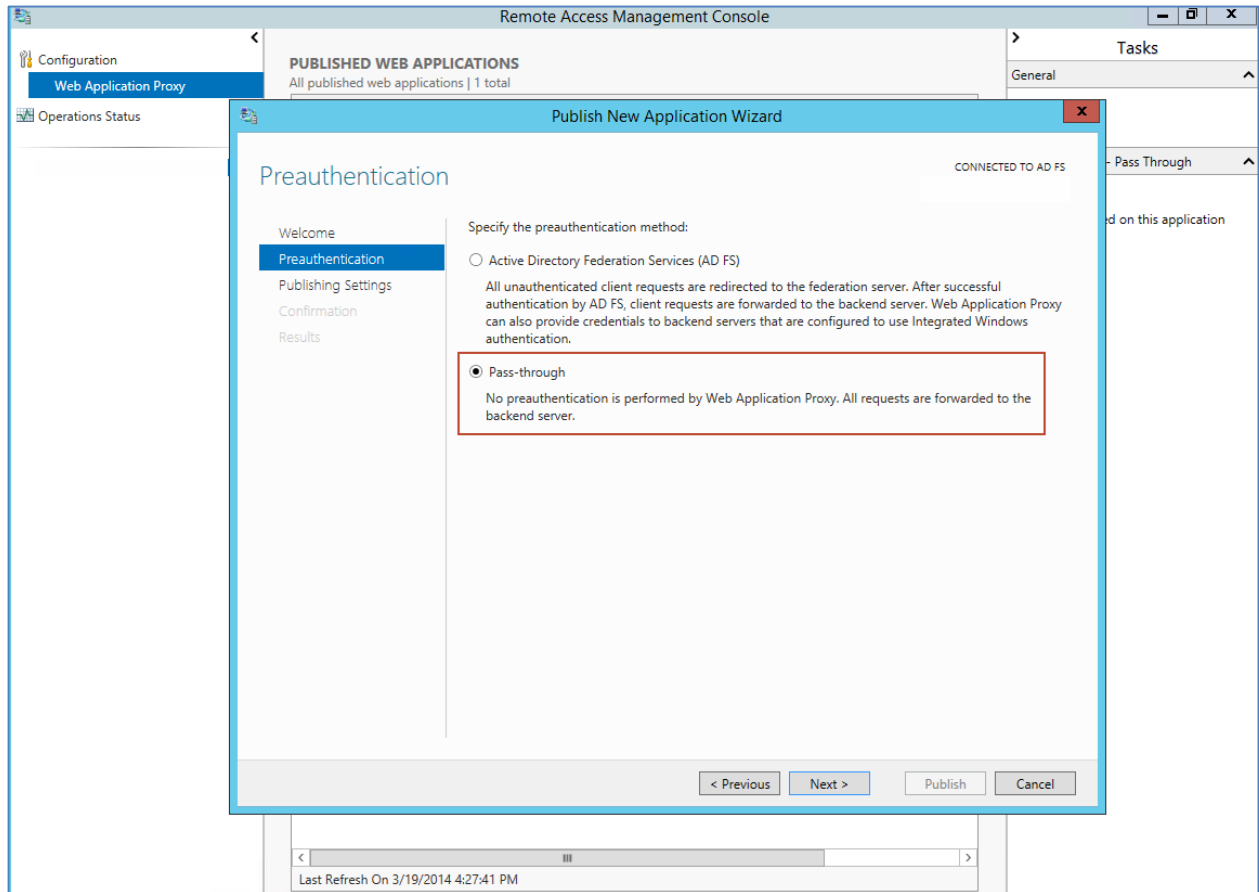 Remote Access Management Console
Configuration
Web Application Proxy
Operations Status
PUBLISHED WEB APPLICATIONS
All published web applications | 1 total
Tasks
General
- Pass Through
ed on this application
Publish New Application Wizard
Preauthentication
CONNECTED TO AD FS
Welcome
Preauthentication
Publishing Settings
Confirmation
Results
Specify the preauthentication method:
Active Directory Federation Services (AD FS)
All unauthenticated client requests are redirected to the federation server. After successful
authentication by AD FS, client requests are forwarded to the backend server. Web Application Proxy
can also provide credentials to backend servers that are configured to use Integrated Windows
authentication.
Pass-through
No preauthentication is performed by Web Application Proxy. All requests are forwarded to the
backend server.
< Previous
Next >
Publish
Cancel
Last Refresh On 3/19/2014 4:27:41 PM